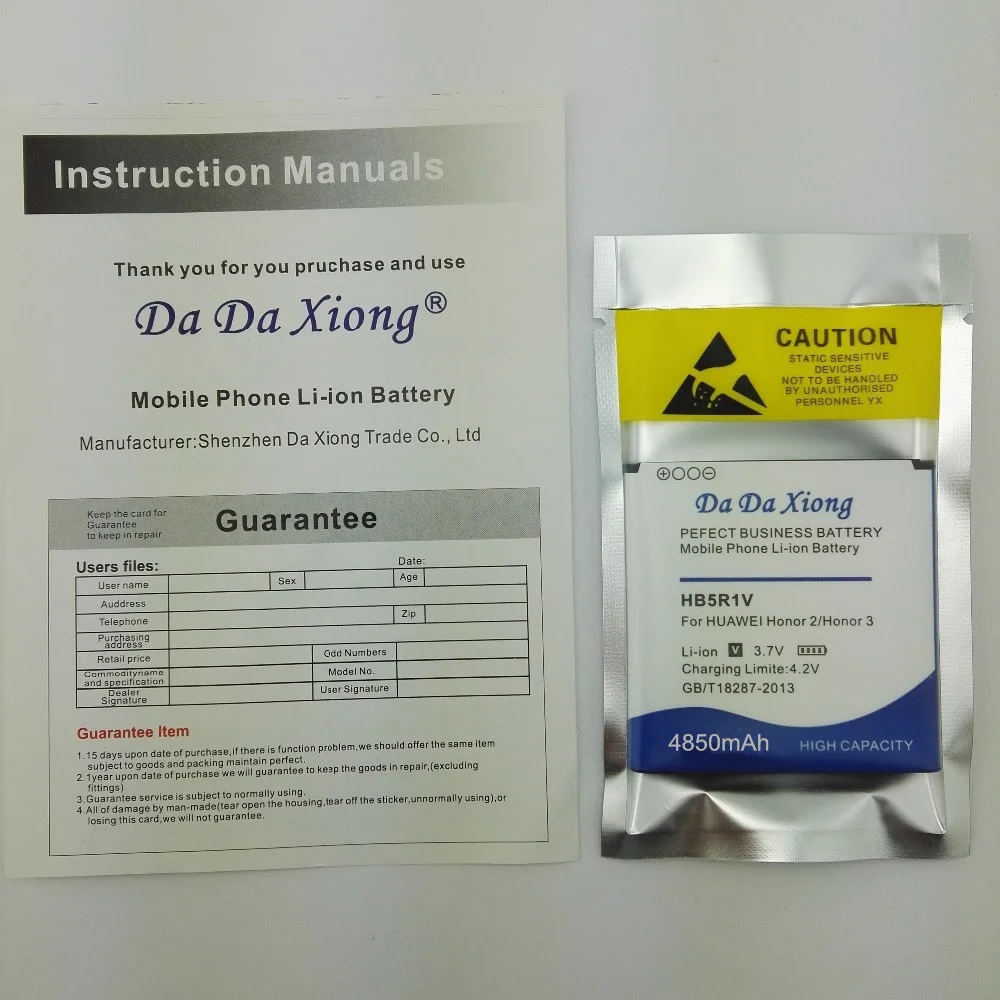 Instruction Manuals
Thank you for you pruchase and use
Da Da Xiong®
Mobile Phone Li-ion Battery
Manufacturer:Shenzhen Da Xiong Trade Co., Ltd
Keep the card for
Guarantee
to keep in repair
Guarantee
Users files:
Date:
User name
Sex
Age
Auddress
Telephone
Zip
Purchasing
address
Retail price
Odd Numbers
Commodityname
and specification
Model No.
Dealer
Signature
User Signature
Guarantee Item
1.15 days upon date of purchase,if there is function problem,we should offer the same item
subject to goods and packing maintain perfect.
2.1year upon date of purchase we will guarantee to keep the goods in repair,(excluding
fittings)
3.Guarantee service is subject to normally using.
4.All of damage by man-made(tear open the housing,tear off the sticker,unnormally using),or
losing this card,we will not guarantee.
CAUTION
STATIC SENSITIVE
DEVICES
NOT TO BE HANDLED
BY UNAUTHORISED
PERSONNEL YX
Da Da Xiong
PEFECT BUSINESS BATTERY
Mobile Phone Li-ion Battery
HB5R1V
For HUAWEI Honor 2/Honor 3
Li-ion V 3.7V
Charging Limite:4.2V
GB/T18287-2013
4850mAh HIGH CAPACITY